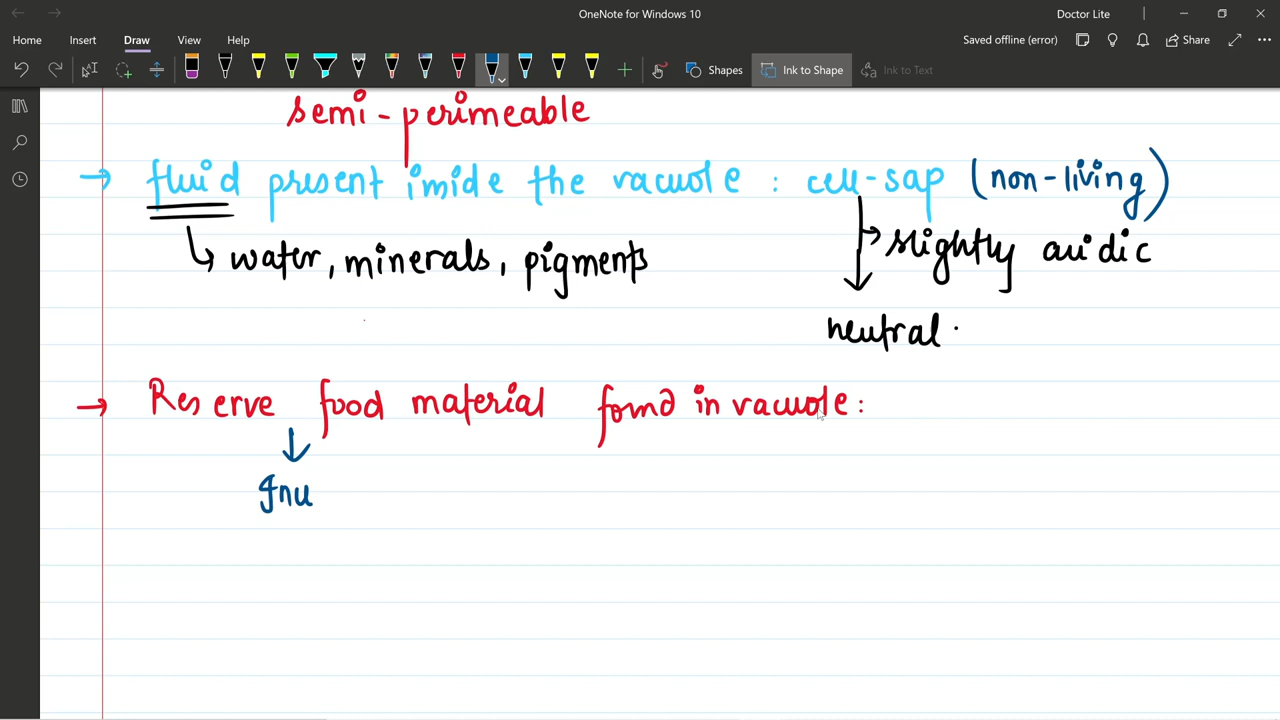 OneNote for Windows 10
Doctor Lite
Home Insert Draw View Help
Saved offline (error)
Share
Shapes
Ink to Shape
Ink to Text
semi-perimeable
→ fluid present inside the vacuole : cell-sap (non-living)
water, minerals, pigments
slightly acidic
neutral.
→ Reserve food material found in vacuole: